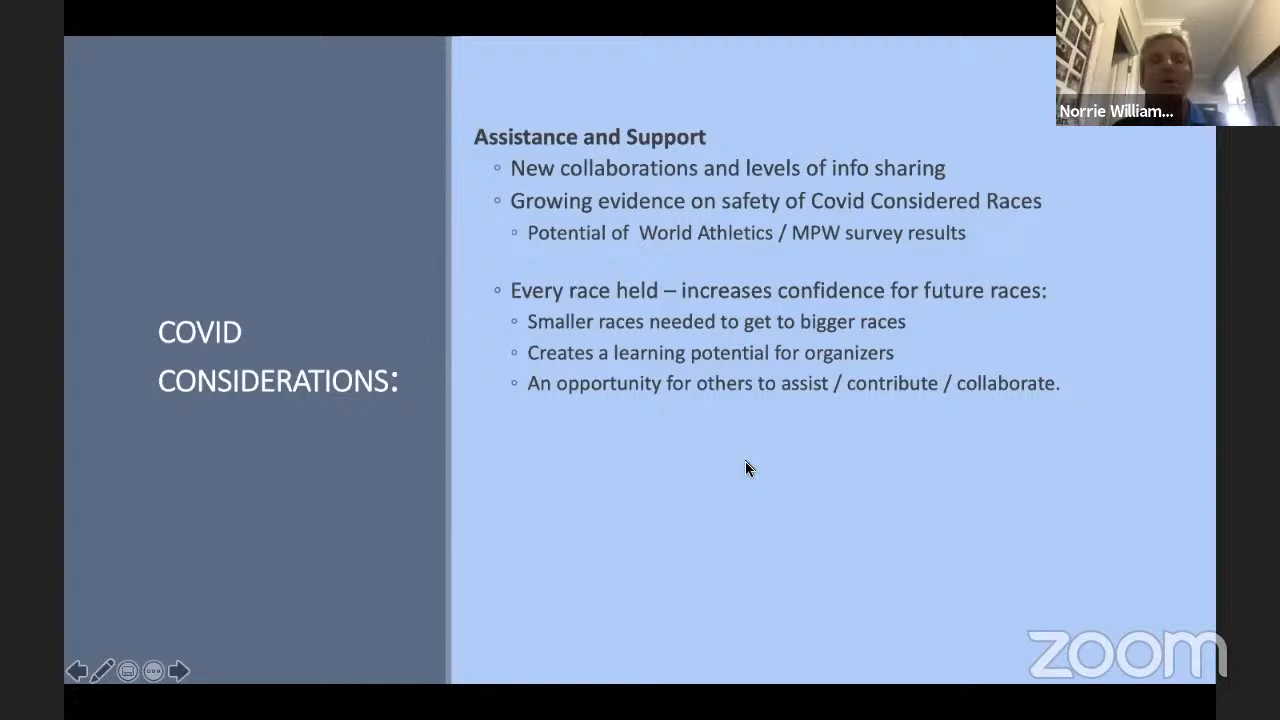 Norrie William...
Assistance and Support
New collaborations and levels of info sharing
Growing evidence on safety of Covid Considered Races
Potential of World Athletics / MPW survey results
Every race held – increases confidence for future races:
Smaller races needed to get to bigger races
Creates a learning potential for organizers
An opportunity for others to assist / contribute / collaborate.
COVID
CONSIDERATIONS:
zoom